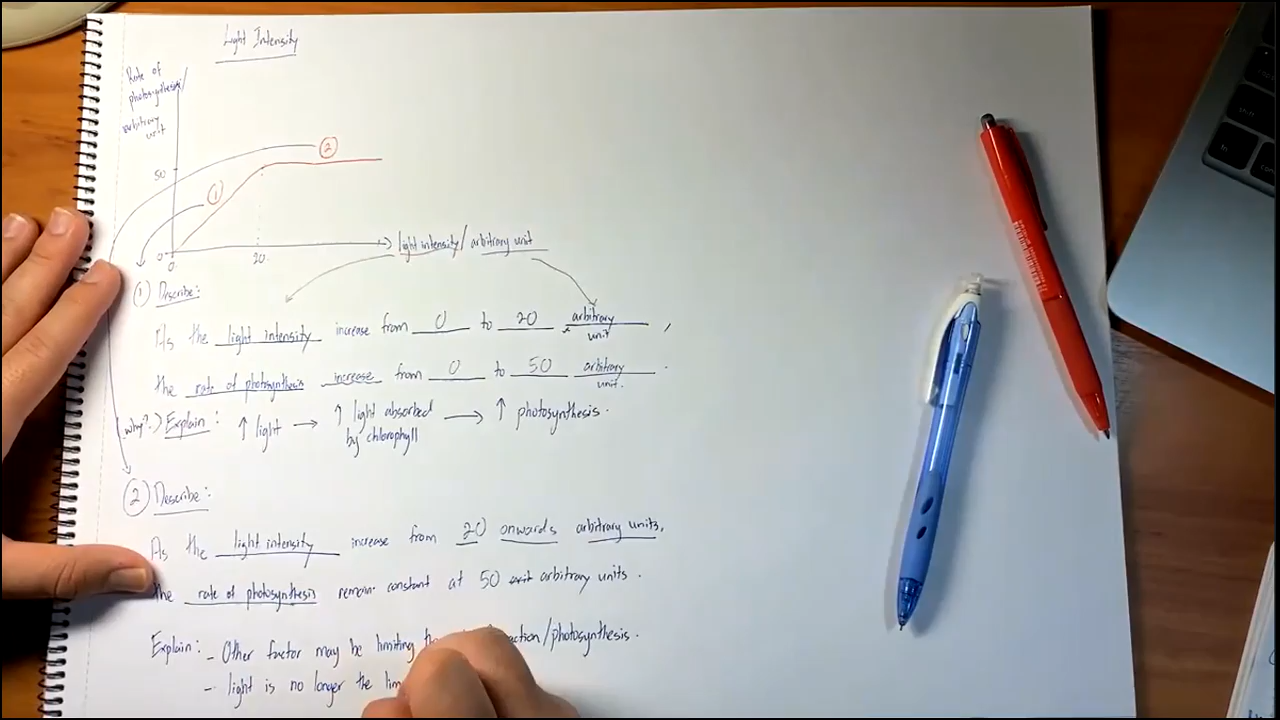 Light Intensity
Rate of
photosynthesis/
arbitrary
unit
50
②
①
0
0
20
light intensity/ arbitrary unit
① Describe:
As the light intensity increase from 0 to 20 arbitrary unit,
the rate of photosynthesis increase from 0 to 50 arbitrary unit.
(why?) Explain: ↑ light → ↑ light absorbed by chlorophyll → ↑ photosynthesis.
② Describe:
As the light intensity increase from 20 onwards arbitrary units,
the rate of photosynthesis remain constant at 50 arbitrary units.
Explain: - Other factor may be limiting /photosynthesis.
- light is no longer the